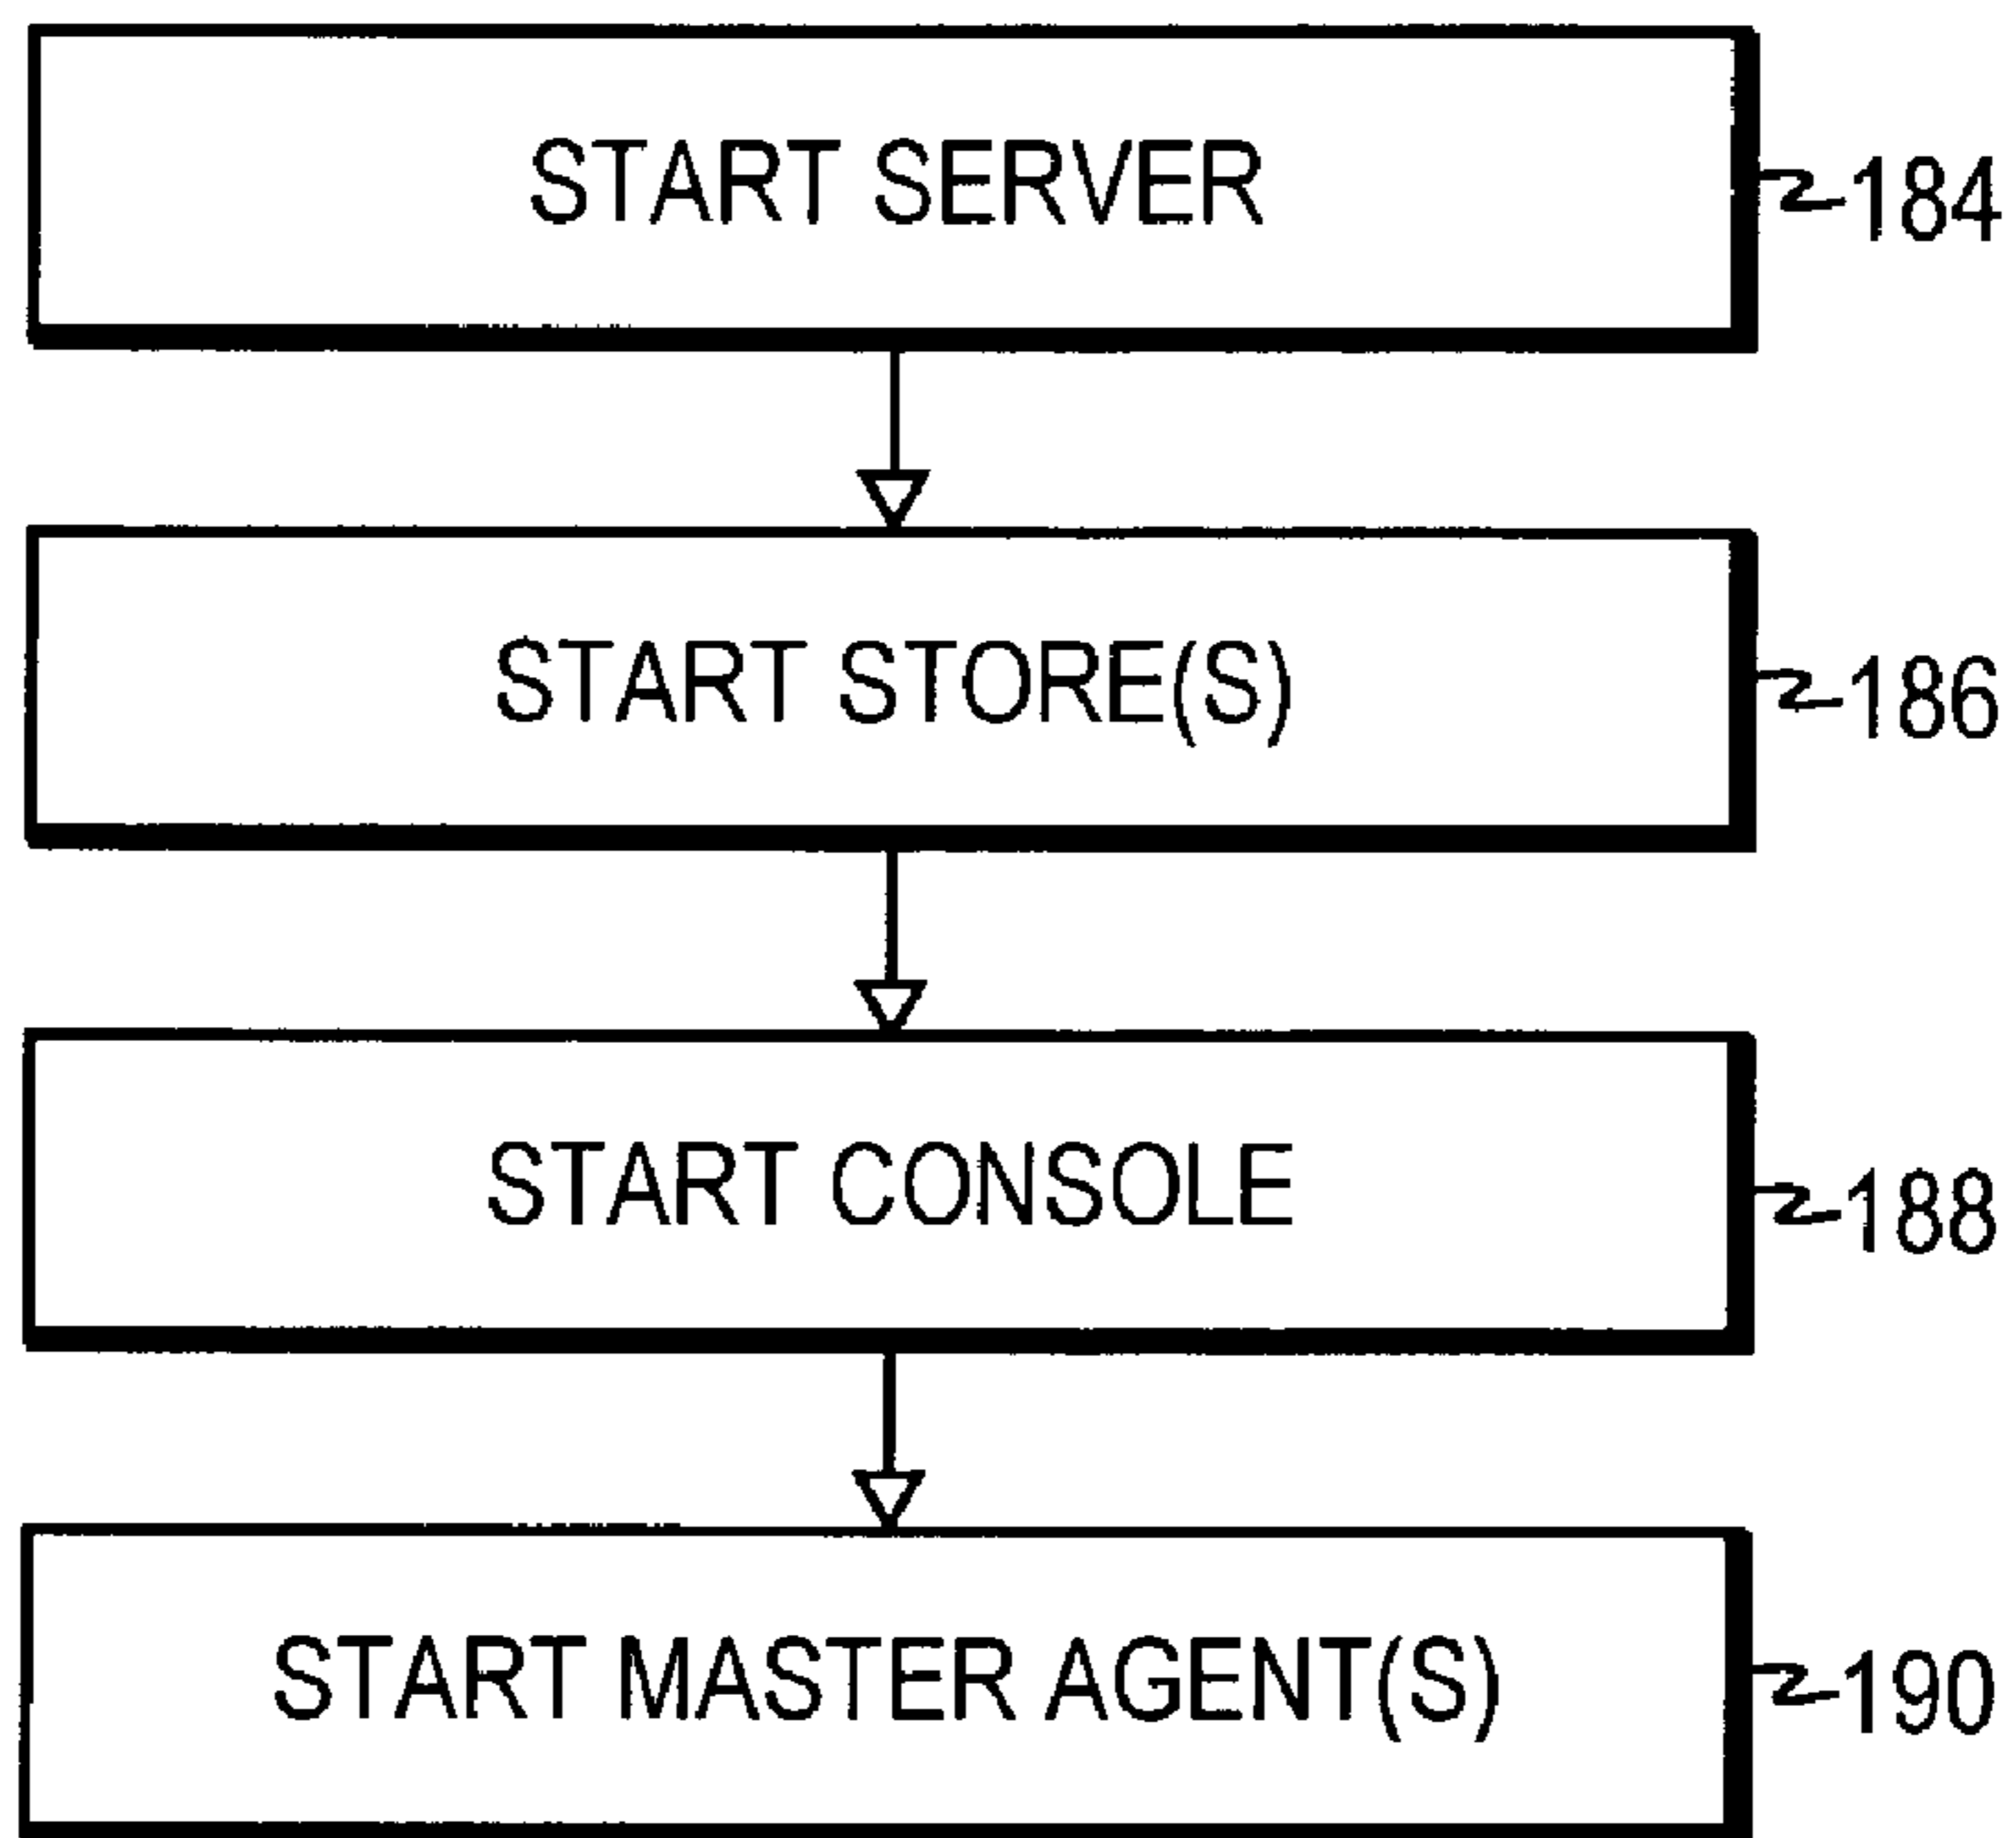 START SERVER
184
START STORE(S)
186
START CONSOLE
188
START MASTER AGENT(S)
190